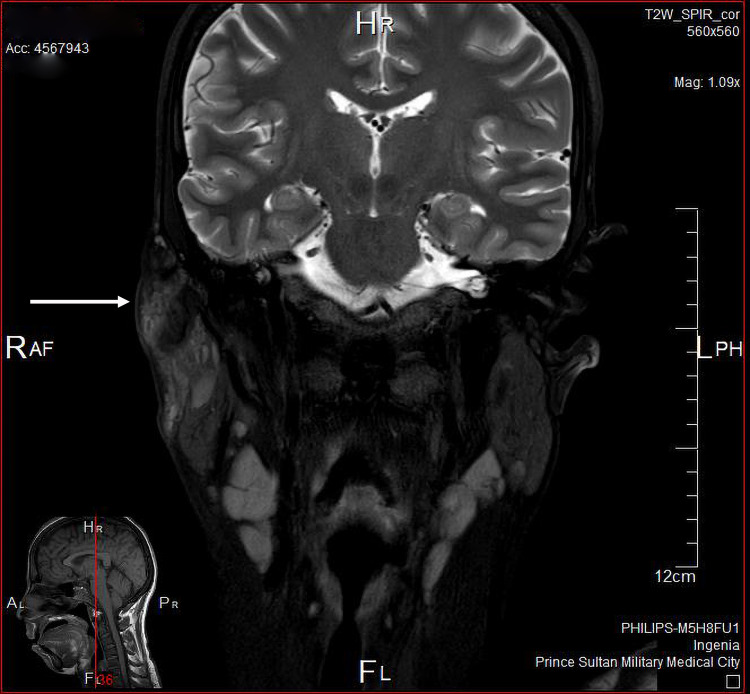 HR
T2W_SPIR_cor
560x560
Acc: 4567943
Mag: 1.09x
RAF
LPH
12cm
HR
AL
PR
FL
36
FL
PHILIPS-M5H8FU1
Ingenia
Prince Sultan Military Medical City